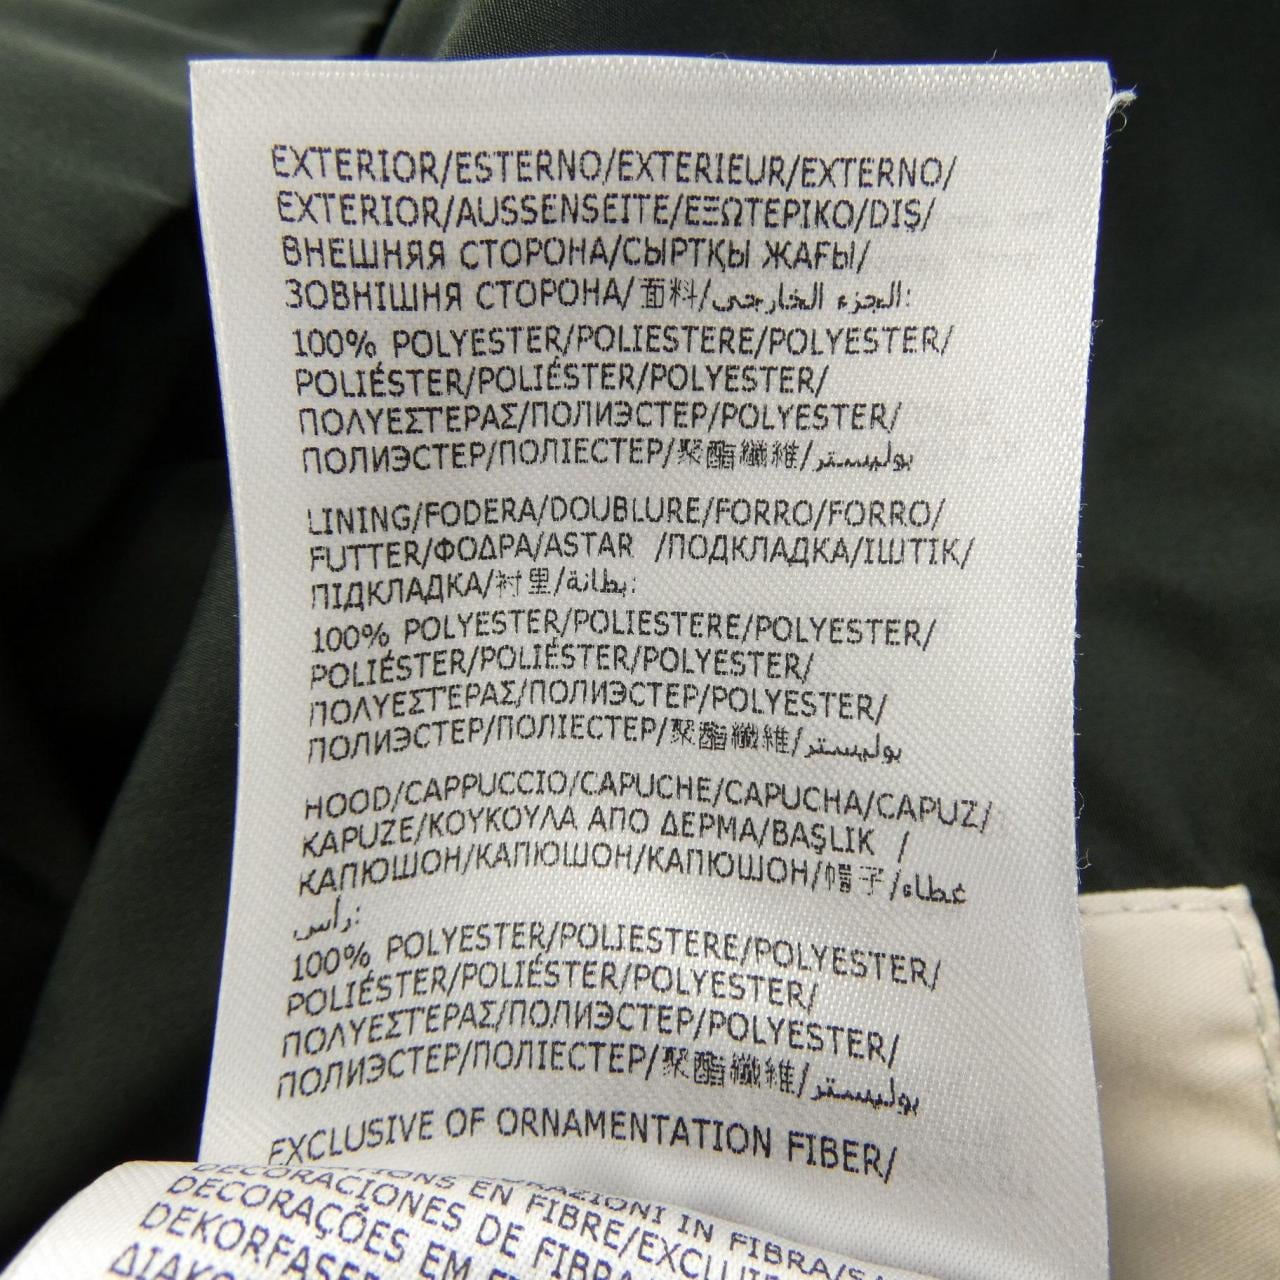 EXTERIOR/ESTERNO/EXTERIEUR/EXTERNO/
EXTERIOR/AUSSENSEITE/ΕΞΩΤΕΡΙΚΟ/DIŞ/
ВНЕШНЯЯ СТОРОНА/СЫРТҚЫ ЖАҒЫ/
ЗОВНІШНЯ СТОРОНА/面料/الجزء الخارجي:
100% POLYESTER/POLIESTERE/POLYESTER/
POLIÉSTER/POLIÉSTER/POLYESTER/
ΠΟΛΥΕΣΤΕΡΑΣ/ПОЛИЭСТЕР/POLYESTER/
ПОЛИЭСТЕР/ПОЛІЕСТЕР/聚酯纖維/بوليستر
LINING/FODERA/DOUBLURE/FORRO/FORRO/
FUTTER/ΦΟΔΡΑ/ASTAR /ПОДКЛАДКА/ІШТІК/
ПІДКЛАДКА/衬里/بطانة:
100% POLYESTER/POLIESTERE/POLYESTER/
POLIÉSTER/POLIÉSTER/POLYESTER/
ΠΟΛΥΕΣΤΕΡΑΣ/ПОЛИЭСТЕР/POLYESTER/
ПОЛИЭСТЕР/ПОЛІЕСТЕР/聚酯纖維/بوليستر
HOOD/CAPPUCCIO/CAPUCHE/CAPUCHA/CAPUZ/
KAPUZE/ΚΟΥΚΟΥΛΑ ΑΠΟ ΔΕΡΜΑ/BAŞLIK /
КАПЮШОН/КАПЮШОН/КАПЮШОН/帽子/غطاء
رأس:
100% POLYESTER/POLIESTERE/POLYESTER/
POLIÉSTER/POLIÉSTER/POLYESTER/
ΠΟΛΥΕΣΤΕΡΑΣ/ПОЛИЭСТЕР/POLYESTER/
ПОЛИЭСТЕР/ПОЛІЕСТЕР/聚酯纖維/بوليستر
EXCLUSIVE OF ORNAMENTATION FIBER/
IN FIBRA/
EN FIBRE/
DECORACIONES DE
DECORAÇÕES EM